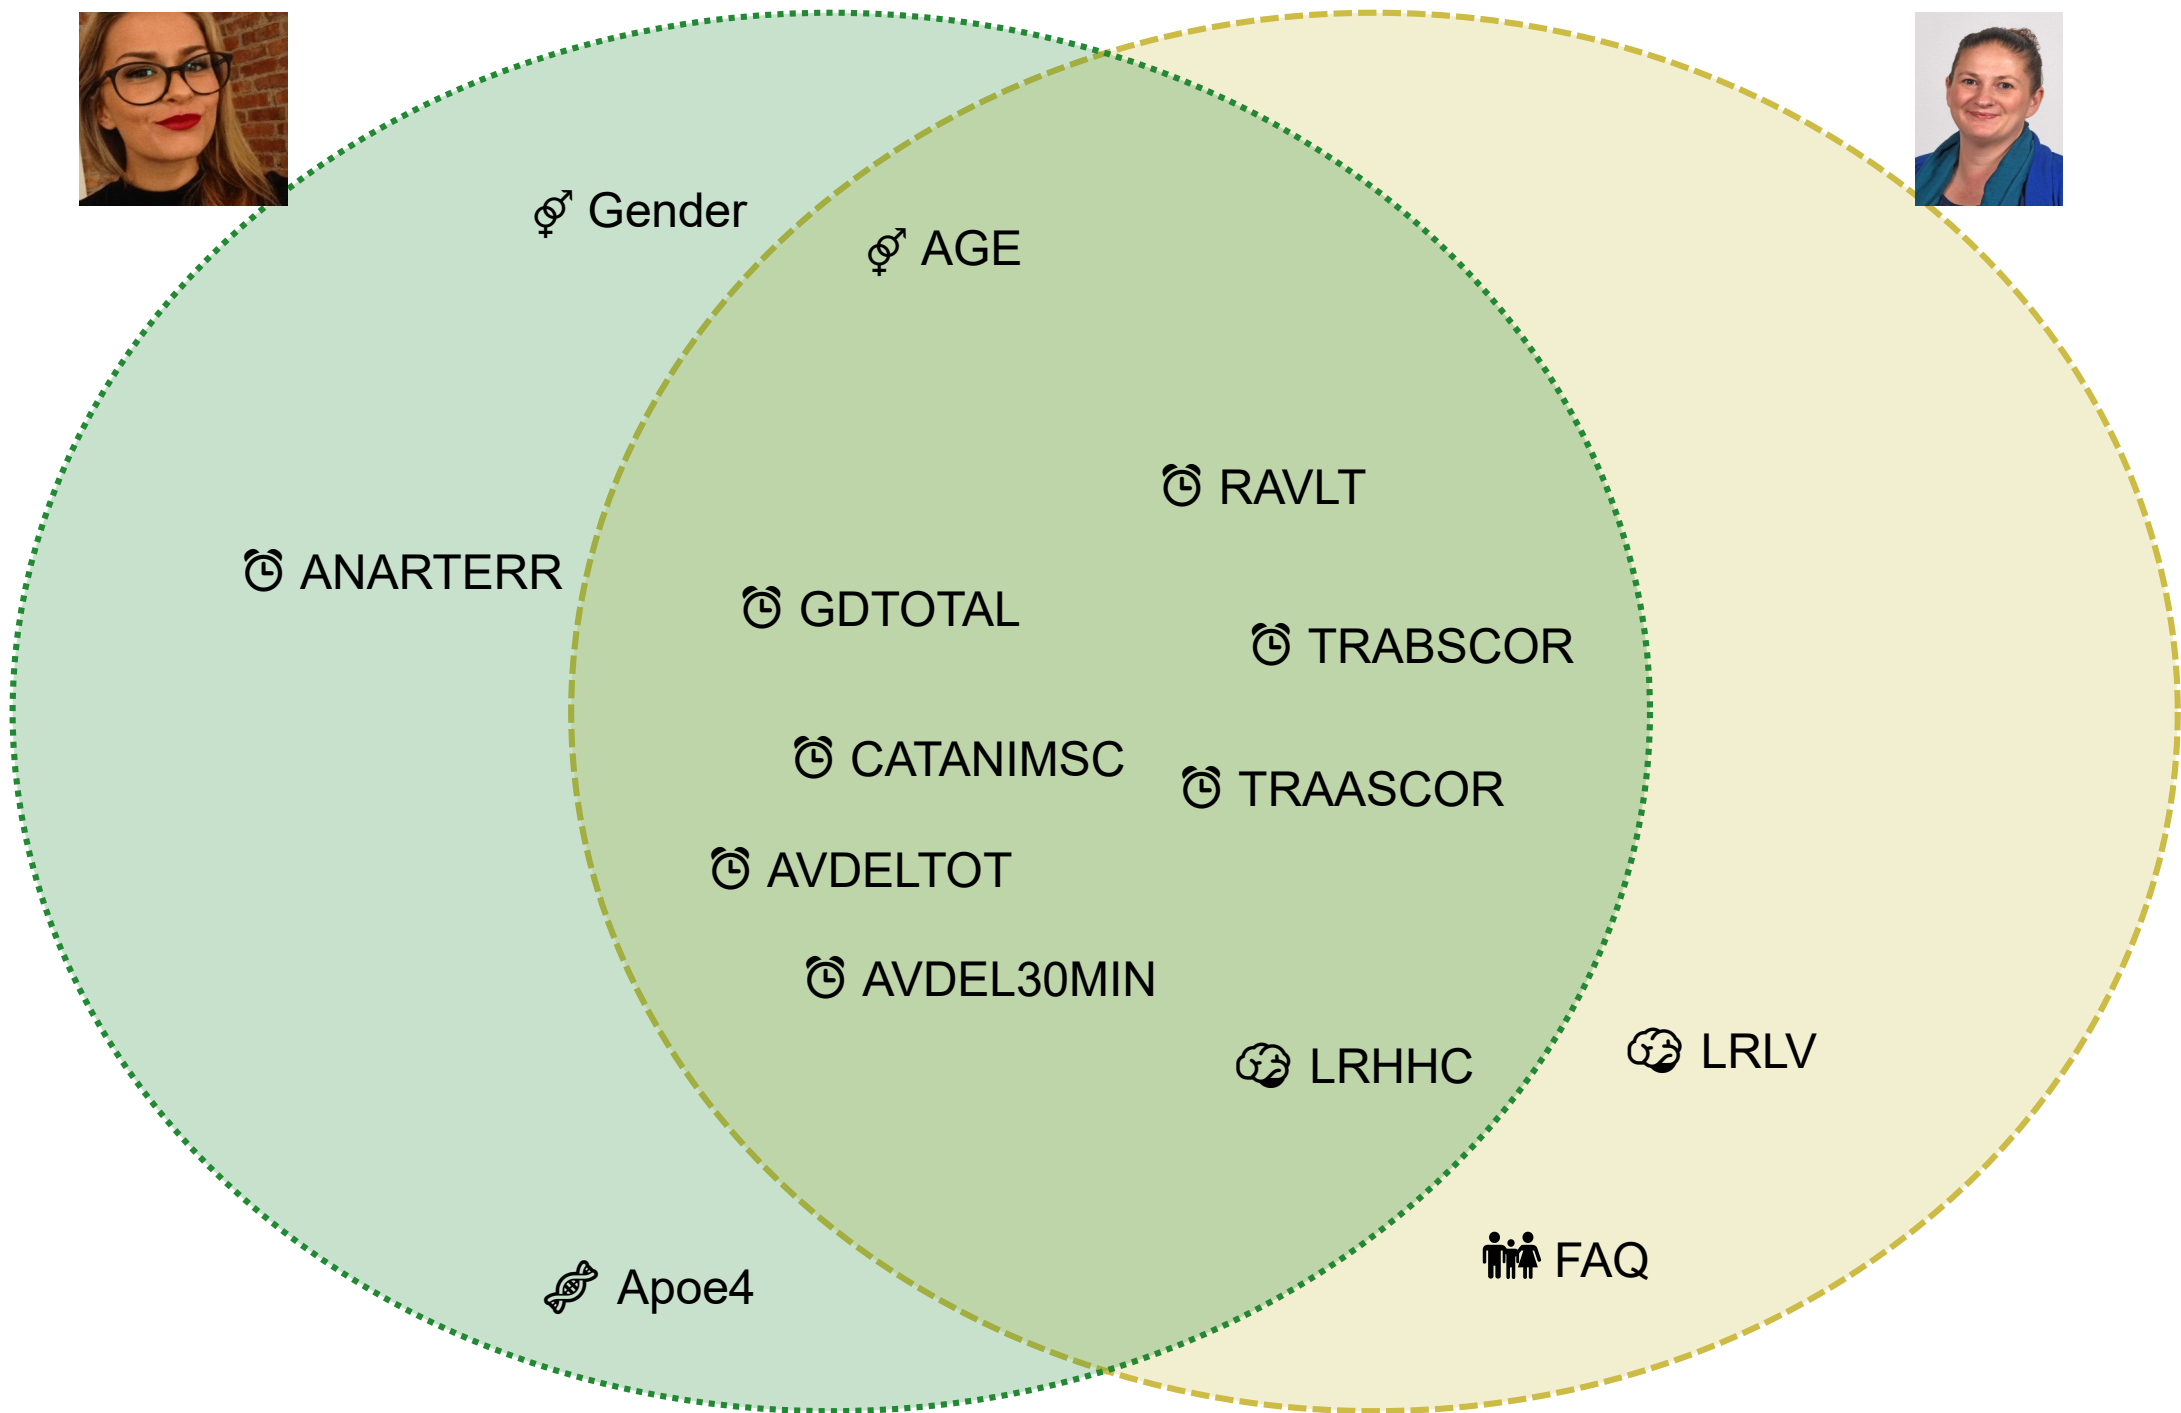 Gender
AGE
RAVLT
ANARTERR
GDTOTAL
TRABSCOR
CATANIMSC
TRAASCOR
AVDELTOT
AVDEL30MIN
LRHHC
LRLV
FAQ
Apoe4